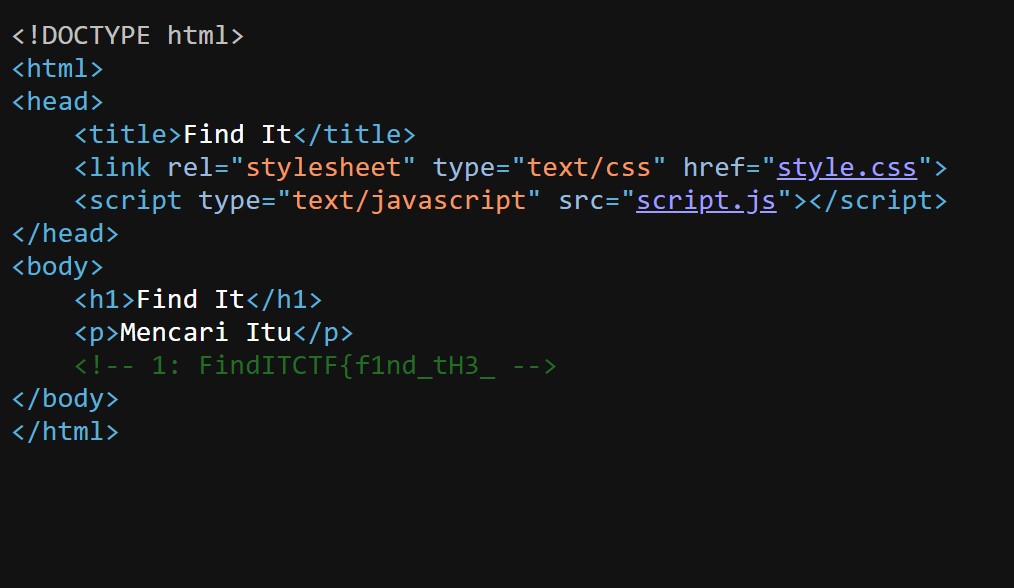 <!DOCTYPE html>
<html>
<head>
    <title>Find It</title>
    <link rel="stylesheet" type="text/css" href="style.css">
    <script type="text/javascript" src="script.js"></script>
</head>
<body>
    <h1>Find It</h1>
    <p>Mencari Itu</p>
    <!-- 1: FindITCTF{f1nd_tH3_ -->
</body>
</html>